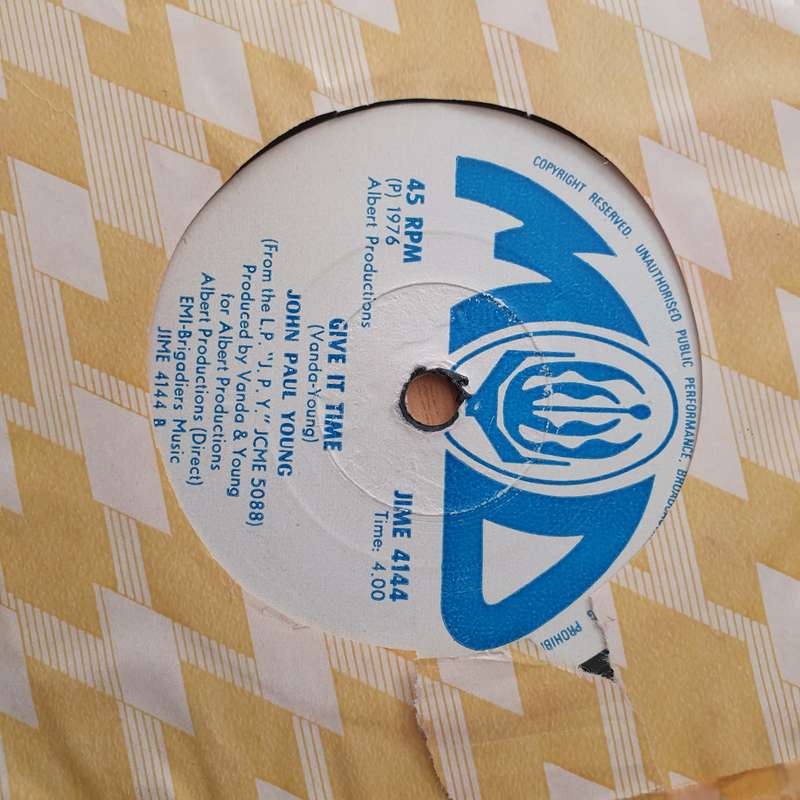 COPYRIGHT RESERVED. UNAUTHORISED PUBLIC PERFORMANCE, BROADC
PROHIB
MOD
45 RPM
(P) 1976
Albert Productions
JIME 4144
Time: 4.00
GIVE IT TIME
(Vanda-Young)
JOHN PAUL YOUNG
(From the L.P. "J. P. Y." JCME 5088)
Produced by Vanda & Young
for Albert Productions
Albert Productions (Direct)
EMI-Brigadiers Music
JIME 4144 B